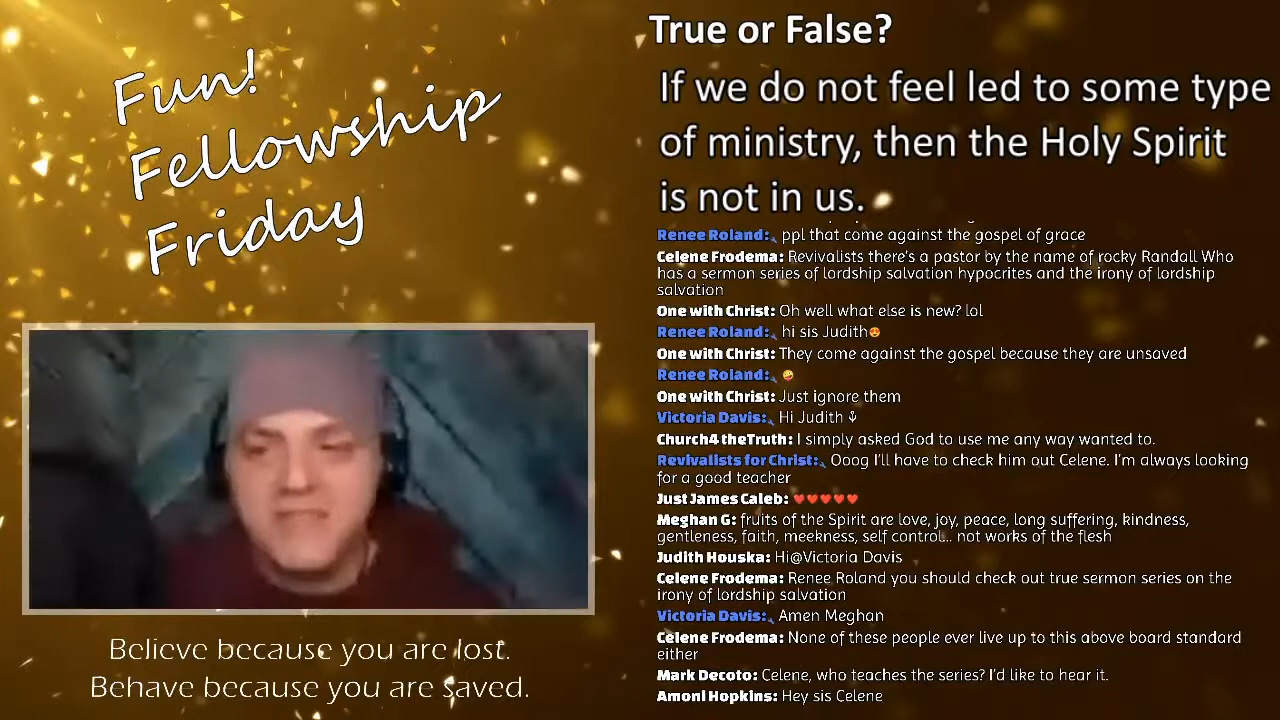 Fun!
Fellowship
Friday
Believe because you are lost.
Behave because you are saved.
True or False?
If we do not feel led to some type
of ministry, then the Holy Spirit
is not in us.
Renee Roland: ppl that come against the gospel of grace
Celene Frodema: Revivalists there's a pastor by the name of rocky Randall Who
has a sermon series of lordship salvation hypocrites and the irony of lordship
salvation
One with Christ: Oh well what else is new? lol
Renee Roland: hi sis Judith😍
One with Christ: They come against the gospel because they are unsaved
Renee Roland: 🤪
One with Christ: Just ignore them
Victoria Davis: Hi Judith ⚘
Church4 theTruth: I simply asked God to use me any way wanted to.
Revivalists for Christ: Ooog I'll have to check him out Celene. I'm always looking
for a good teacher
Just James Caleb: ♥♥♥♥♥
Meghan G: fruits of the Spirit are love, joy, peace, long suffering, kindness,
gentleness, faith, meekness, self control.. not works of the flesh
Judith Houska: Hi@Victoria Davis
Celene Frodema: Renee Roland you should check out true sermon series on the
irony of lordship salvation
Victoria Davis: Amen Meghan
Celene Frodema: None of these people ever live up to this above board standard
either
Mark Decoto: Celene, who teaches the series? I'd like to hear it.
Amoni Hopkins: Hey sis Celene